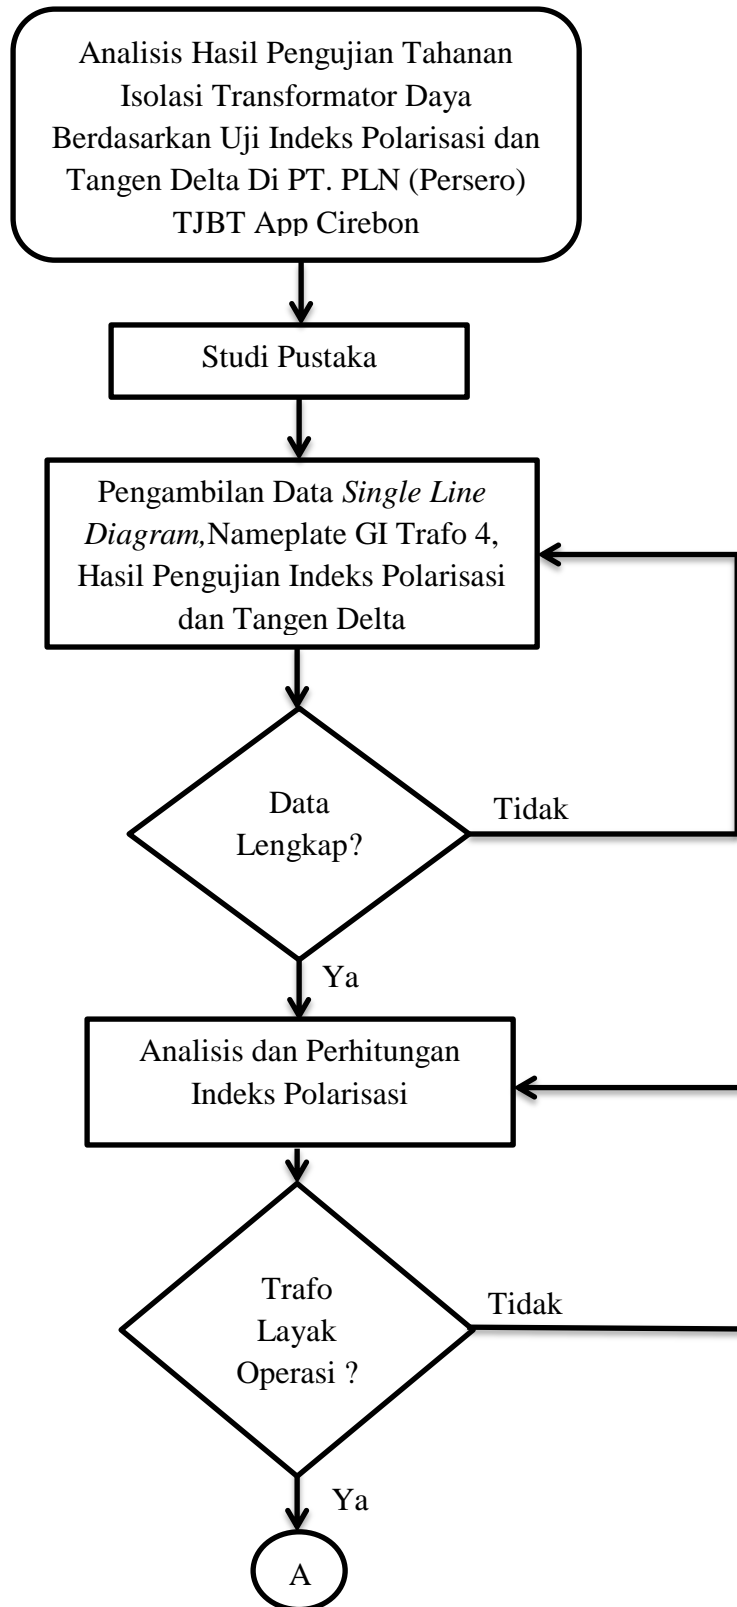 Analisis Hasil Pengujian Tahanan
Isolasi Transformator Daya
Berdasarkan Uji Indeks Polarisasi dan
Tangen Delta Di PT. PLN (Persero)
TJBT App Cirebon
Studi Pustaka
Pengambilan Data Single Line
Diagram,Nameplate GI Trafo 4,
Hasil Pengujian Indeks Polarisasi
dan Tangen Delta
Data
Lengkap?
Tidak
Ya
Analisis dan Perhitungan
Indeks Polarisasi
Trafo
Layak
Operasi ?
Tidak
Ya
A